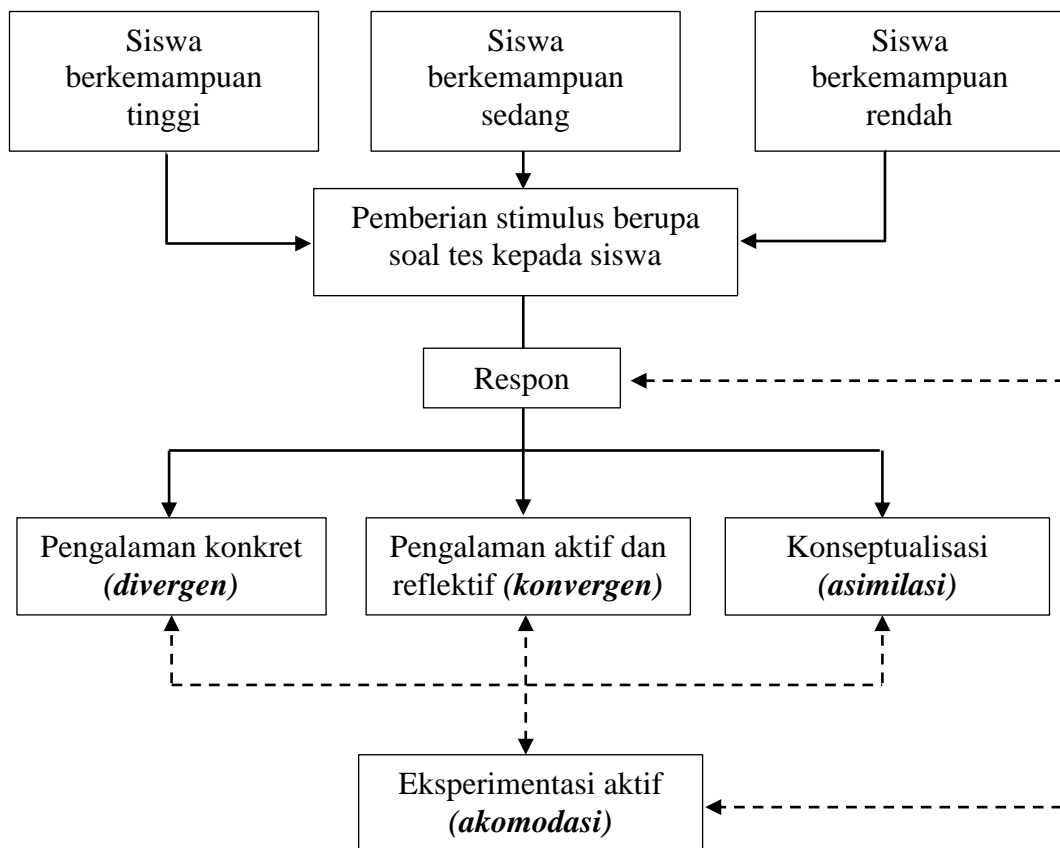 Siswa
berkemampuan
tinggi
Siswa
berkemampuan
sedang
Siswa
berkemampuan
rendah
Pemberian stimulus berupa
soal tes kepada siswa
Respon
Pengalaman konkret
(divergen)
Pengalaman aktif dan
reflektif (konvergen)
Konseptualisasi
(asimilasi)
Eksperimentasi aktif
(akomodasi)